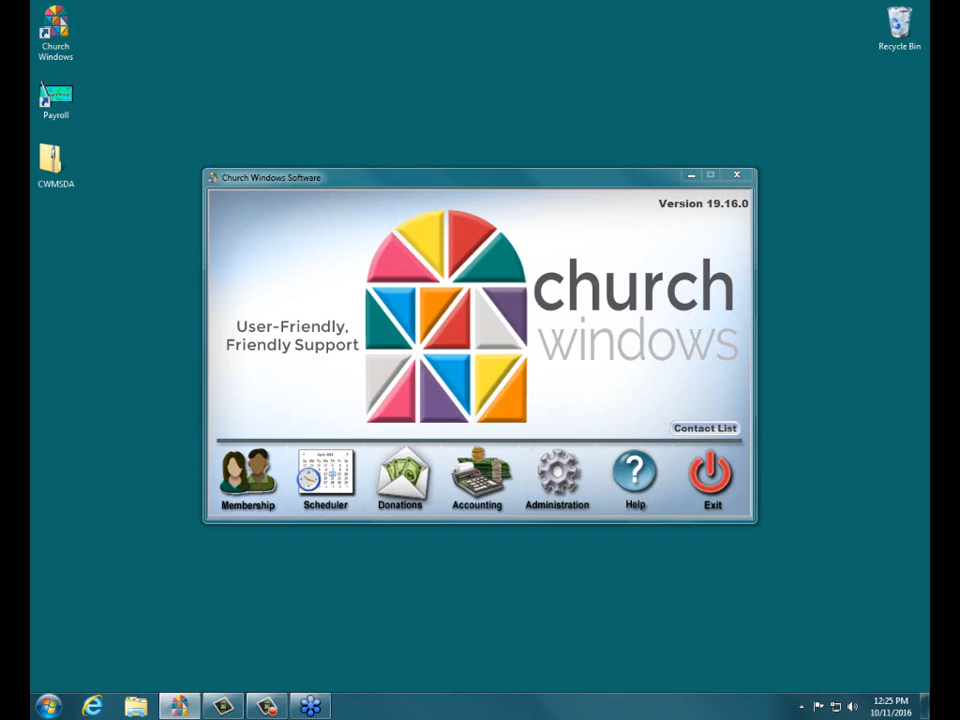 Church
Windows
Payroll
CWMSDA
Recycle Bin
Church Windows Software
Version 19.16.0
User-Friendly,
Friendly Support
church
windows
Contact List
Membership
Scheduler
Donations
Accounting
Administration
Help
Exit
12:25 PM
10/11/2016